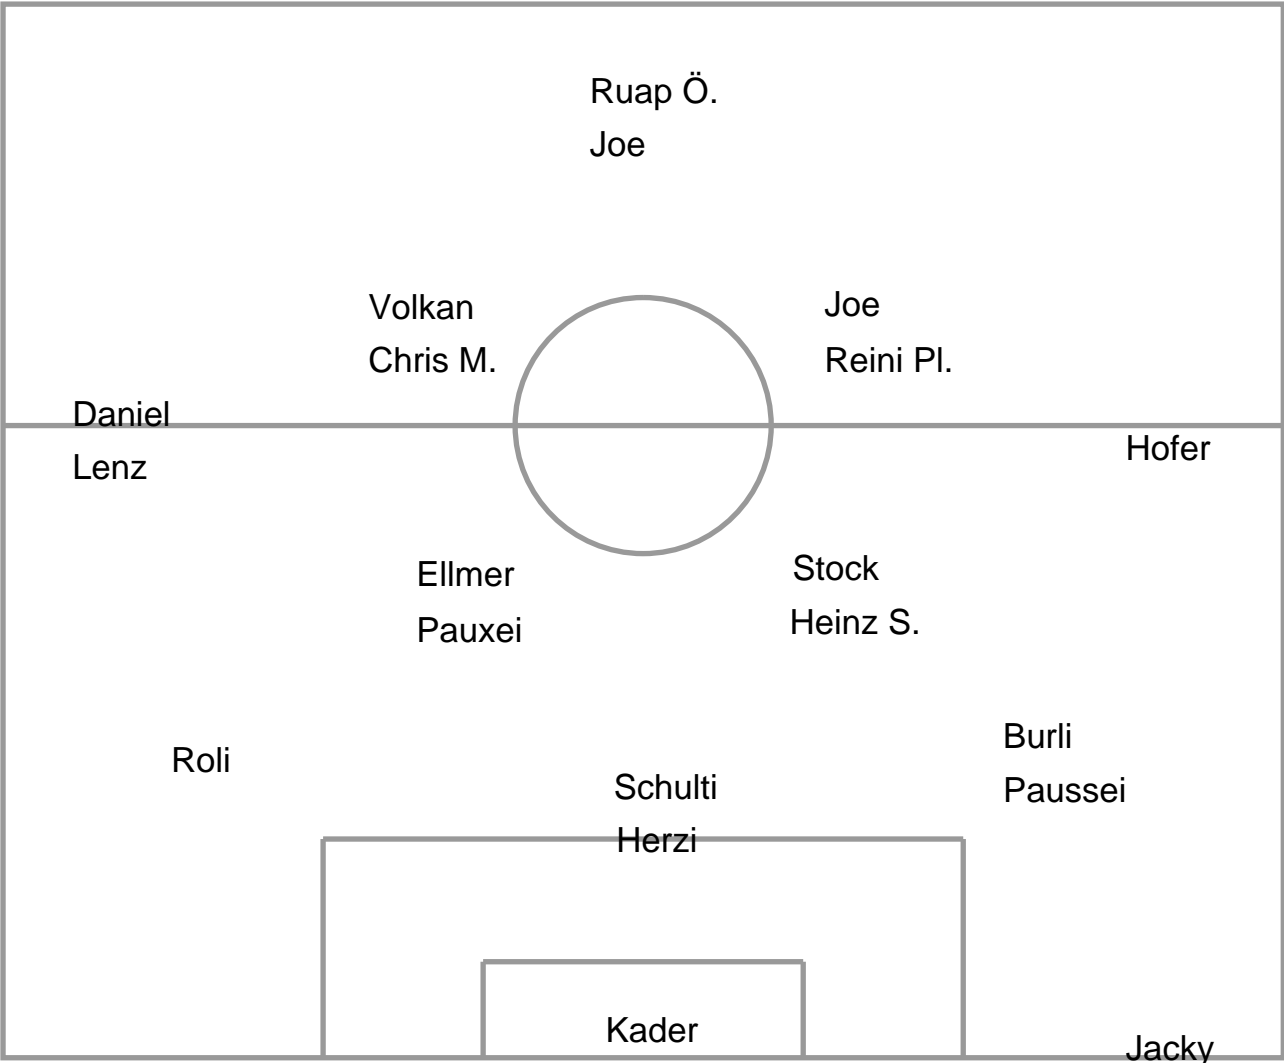 Ruap Ö.
Joe
Volkan
Chris M.
Joe
Reini Pl.
Daniel
Lenz
Hofer
Ellmer
Pauxei
Stock
Heinz S.
Roli
Burli
Paussei
Schulti
Herzi
Kader
Jacky